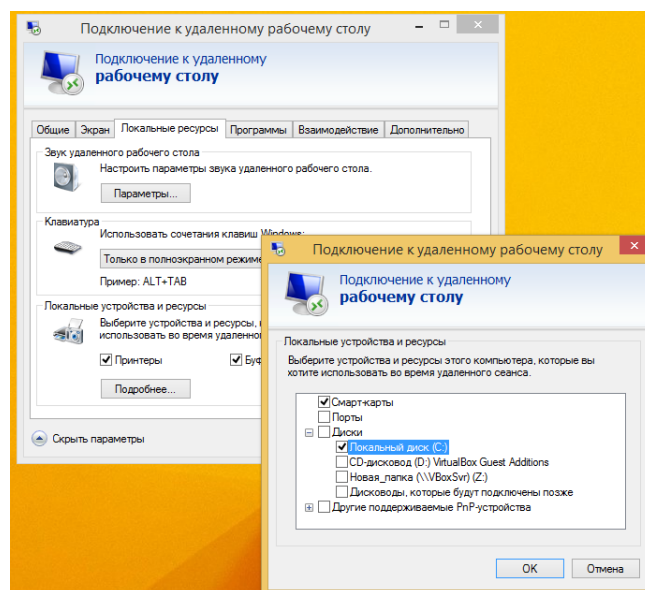 Подключение к удаленному рабочему столу
Подключение к удаленному
рабочему столу
Общие
Экран
Локальные ресурсы
Программы
Взаимодействие
Дополнительно
Звук удаленного рабочего стола
Настроить параметры звука удаленного рабочего стола.
Параметры...
Клавиатура
Использовать сочетания клавиш Windows:
Только в полноэкранном режиме
Пример: ALT+TAB
Локальные устройства и ресурсы
Выберите устройства и ресурсы,
использовать во время
Принтеры
Подробнее...
Скрыть параметры
Подключение к удаленному рабочему столу
Подключение к удаленному
рабочему столу
Локальные устройства и ресурсы
Выберите устройства и ресурсы этого компьютера, которые вы
хотите использовать во время удаленного сеанса.
Смарт-карты
Порты
Диски
Локальный диск (C:)
CD-дисковод (D:) VirtualBox Guest Additions
Новая_папка (\\VBoxSvr) (Z:)
Дисководы, которые будут подключены позже
Другие поддерживаемые PnP-устройства
OK
Отмена